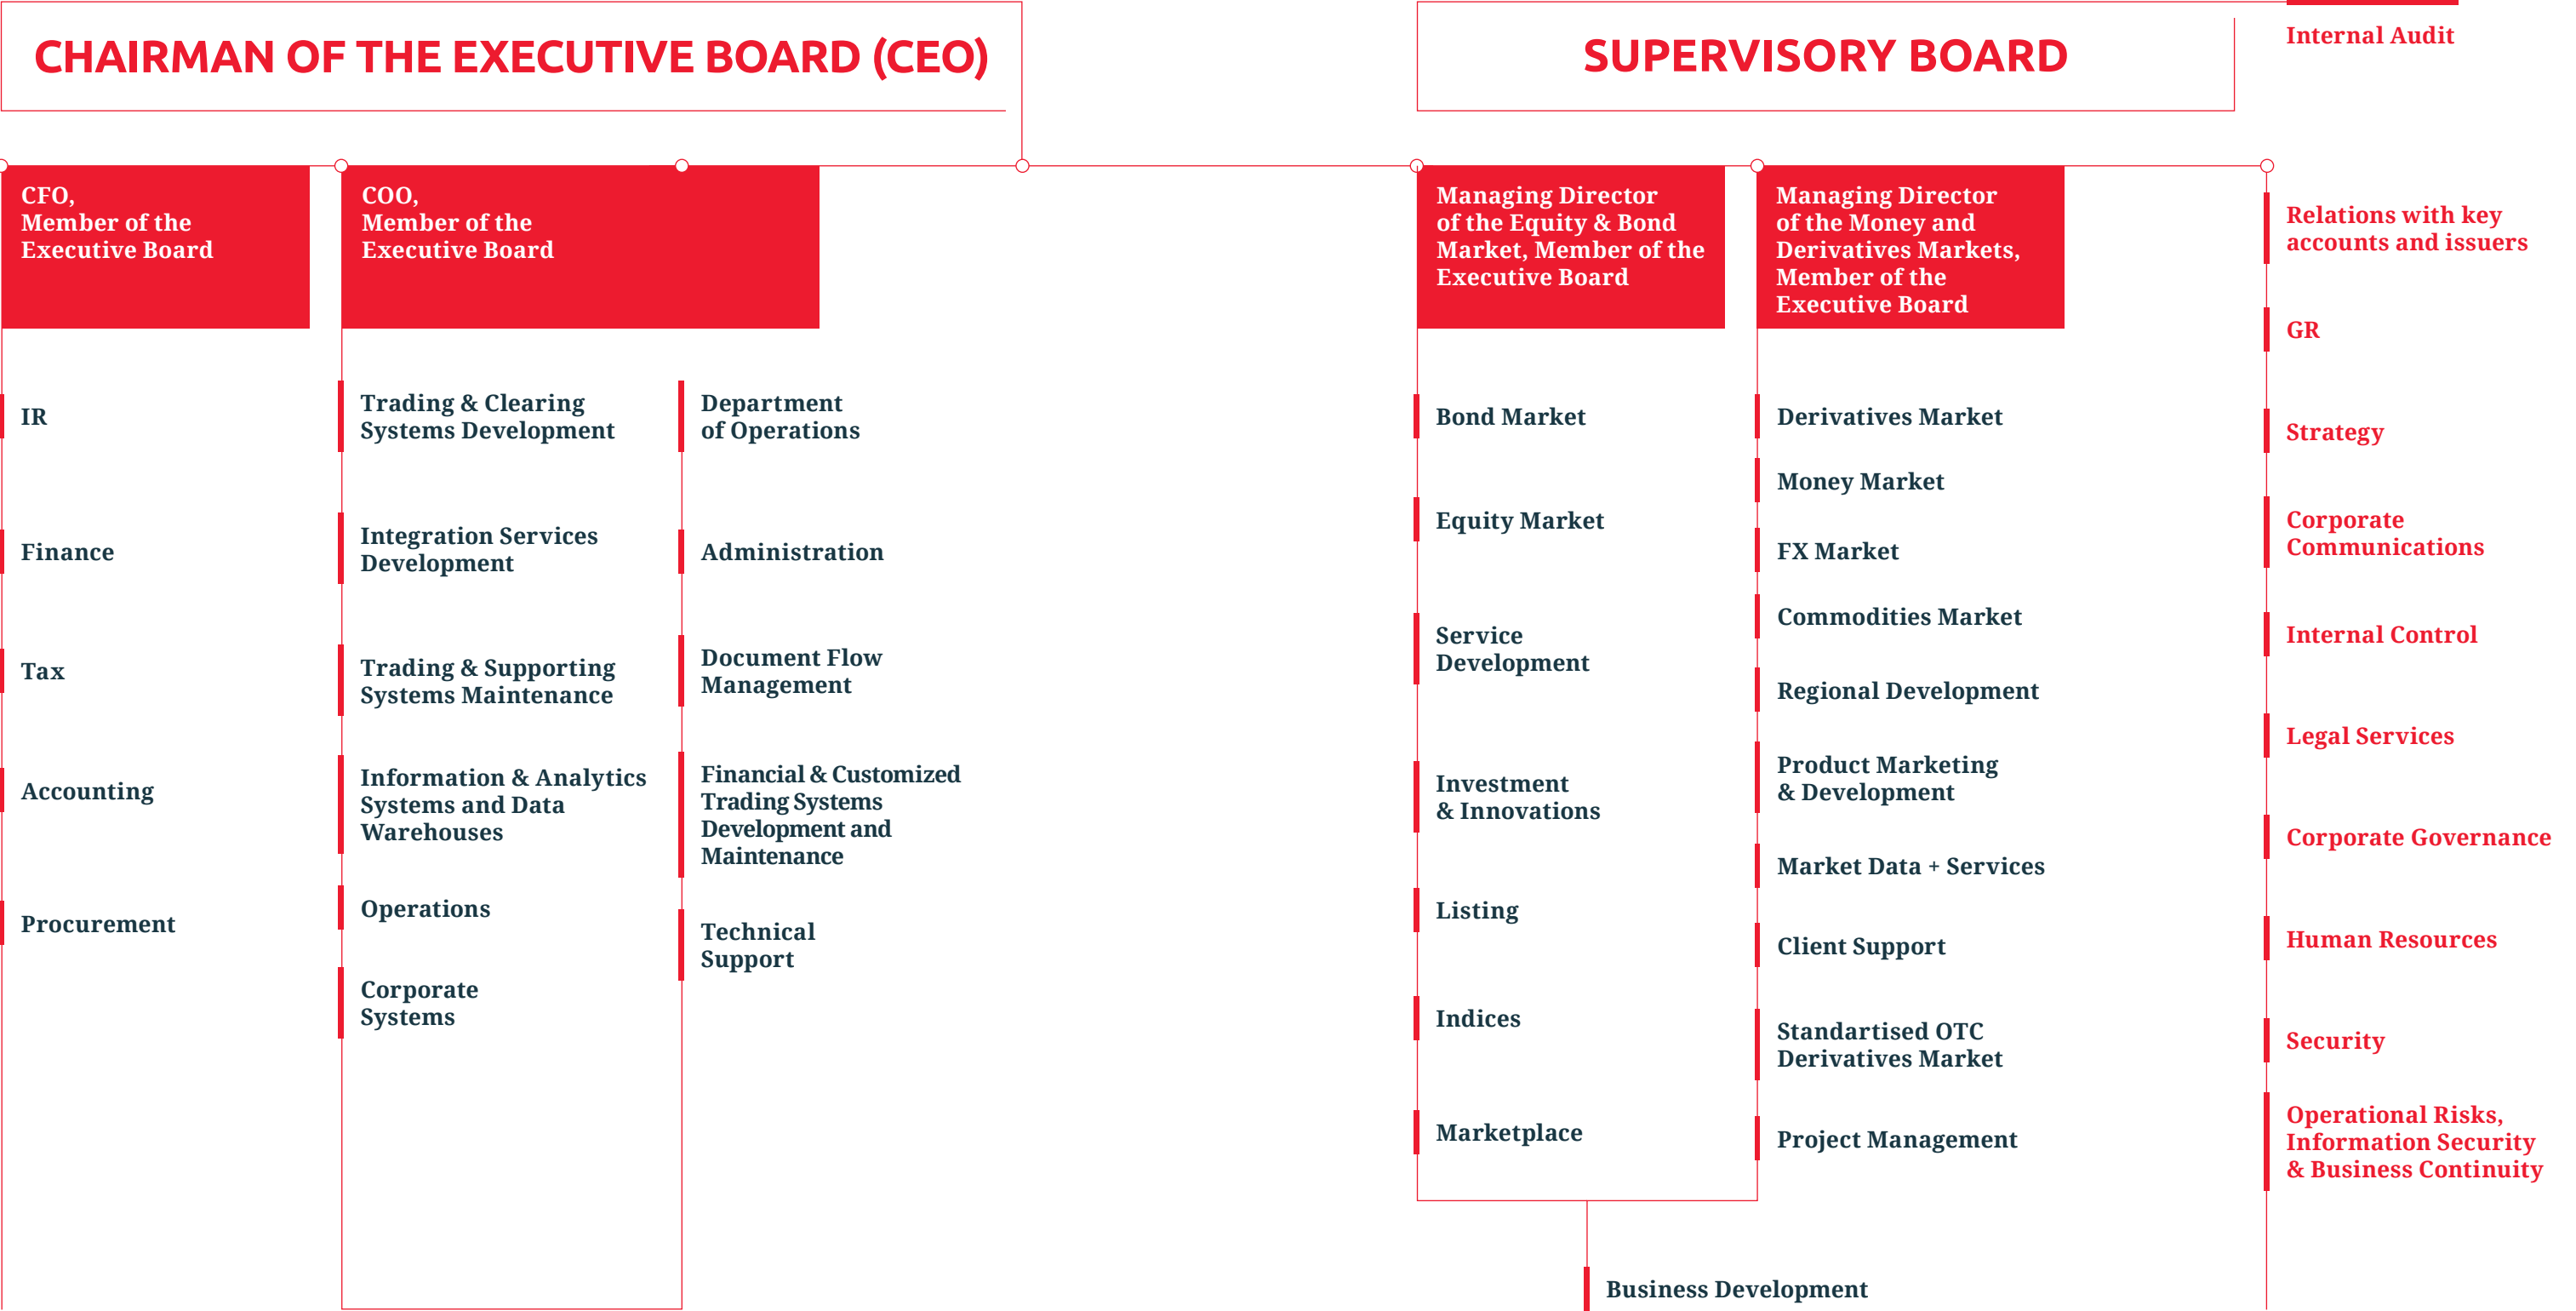 CHAIRMAN OF THE EXECUTIVE BOARD (CEO)
SUPERVISORY BOARD
Internal Audit
CFO,
Member of the
Executive Board
IR
Finance
Tax
Accounting
Procurement
COO,
Member of the
Executive Board
Trading & Clearing
Systems Development
Integration Services
Development
Trading & Supporting
Systems Maintenance
Information & Analytics
Systems and Data
Warehouses
Operations
Corporate
Systems
Department
of Operations
Administration
Document Flow
Management
Financial & Customized
Trading Systems
Development and
Maintenance
Technical
Support
Managing Director
of the Equity & Bond
Market, Member of the
Executive Board
Bond Market
Equity Market
Service
Development
Investment
& Innovations
Listing
Indices
Marketplace
Managing Director
of the Money and
Derivatives Markets,
Member of the
Executive Board
Derivatives Market
Money Market
FX Market
Commodities Market
Regional Development
Product Marketing
& Development
Market Data + Services
Client Support
Standartised OTC
Derivatives Market
Project Management
Business Development
Relations with key
accounts and issuers
GR
Strategy
Corporate
Communications
Internal Control
Legal Services
Corporate Governance
Human Resources
Security
Operational Risks,
Information Security
& Business Continuity